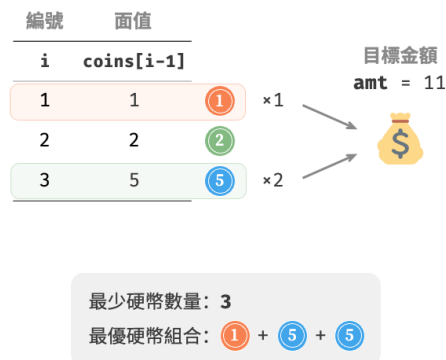 編號 面值
i coins[i-1]
目標金額
amt = 11
1 1 1 ×1
2 2 2
$
3 5 5 ×2
最少硬幣數量：3
最優硬幣組合：1 + 5 + 5